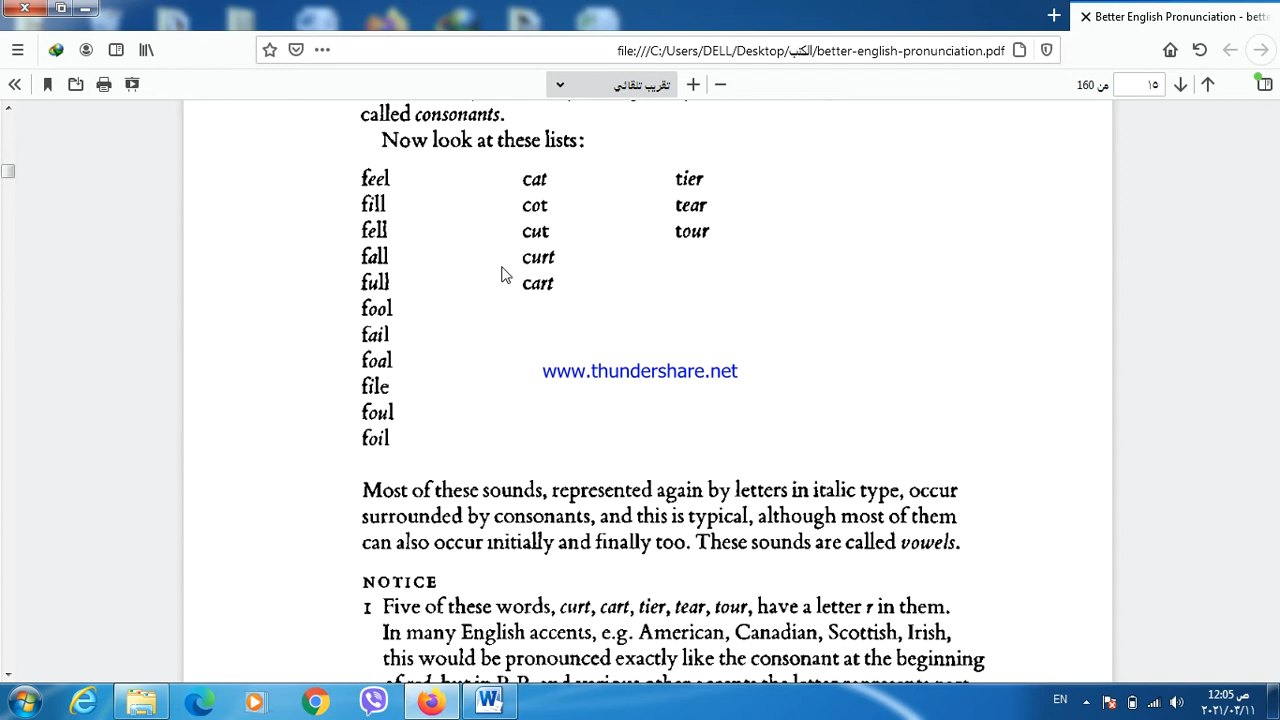 Better English Pronunciation - bette
file:///C:/Users/DELL/Desktop/الكتب/better-english-pronunciation.pdf
تقريب تلقائي
من 160
١٥
called consonants.
Now look at these lists:
feel cat tier
fill cot tear
fell cut tour
fall curt
full cart
fool
fail
foal
file
foul
foil
www.thundershare.net
Most of these sounds, represented again by letters in italic type, occur
surrounded by consonants, and this is typical, although most of them
can also occur initially and finally too. These sounds are called vowels.
NOTICE
1 Five of these words, curt, cart, tier, tear, tour, have a letter r in them.
In many English accents, e.g. American, Canadian, Scottish, Irish,
this would be pronounced exactly like the consonant at the beginning
EN
12:05 ص
٢٠٢١/٠٣/١١